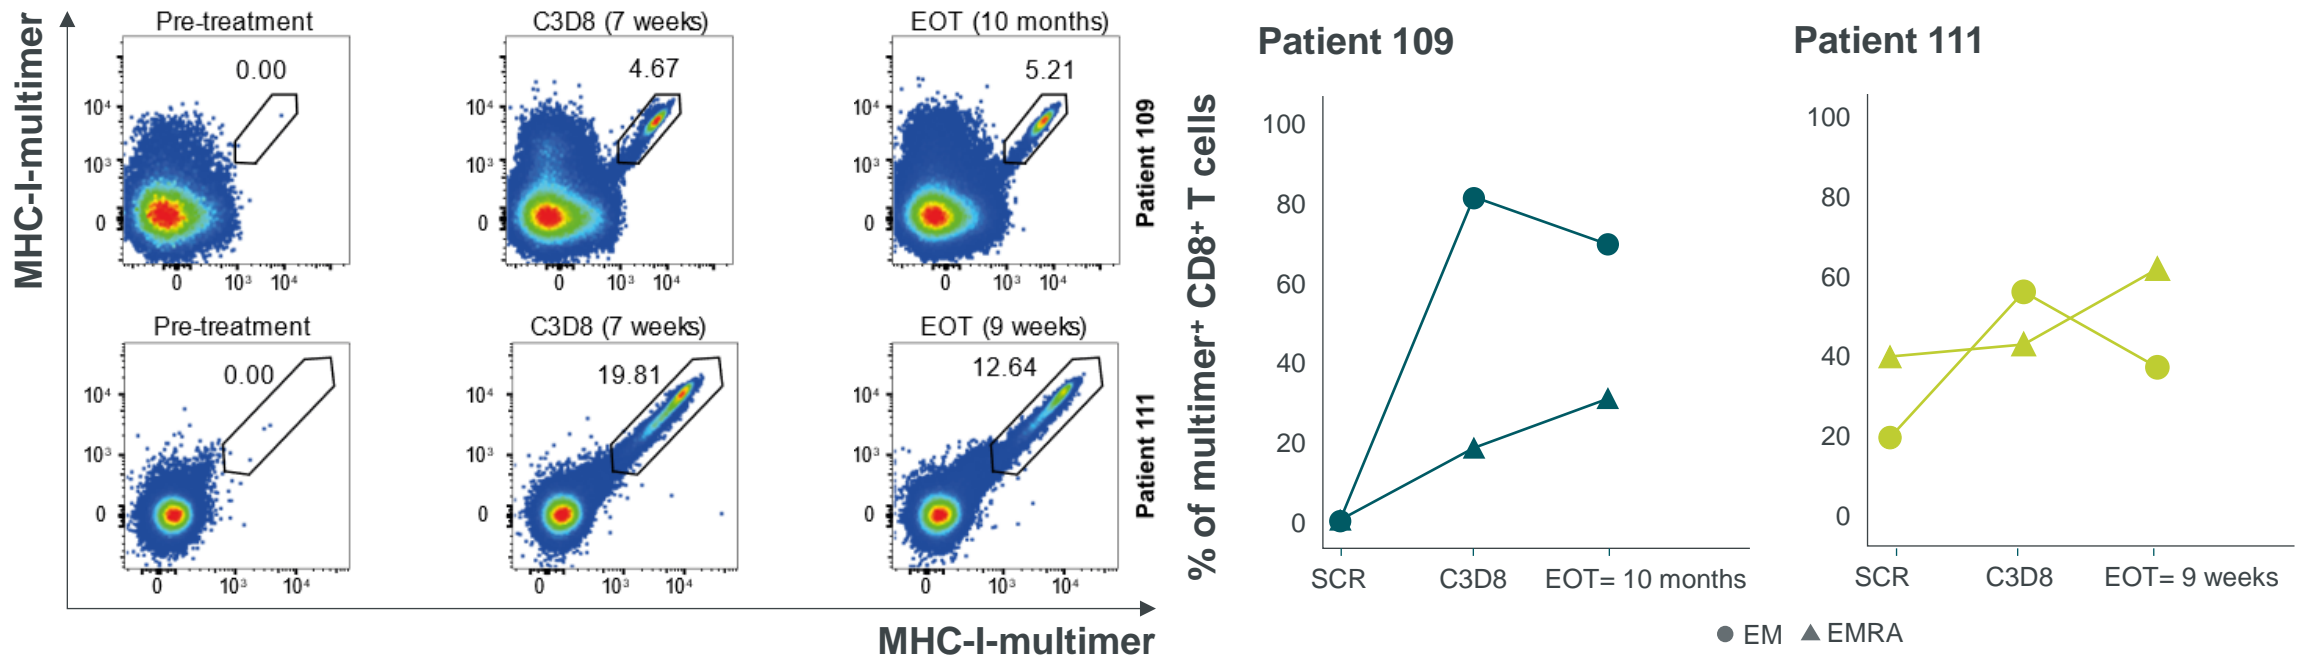 MHC-I-multimer
Pre-treatment
0.00
10⁴
10³
0
0 10³ 10⁴
C3D8 (7 weeks)
4.67
10⁴
10³
0
0 10³ 10⁴
EOT (10 months)
5.21
10⁴
10³
0
0 10³ 10⁴
Patient 109
Pre-treatment
0.00
10⁴
10³
0
0 10³ 10⁴
C3D8 (7 weeks)
19.81
10⁴
10³
0
0 10³ 10⁴
EOT (9 weeks)
12.64
10⁴
10³
0
0 10³ 10⁴
Patient 111
MHC-I-multimer
% of multimer⁺ CD8⁺ T cells
Patient 109
100
80
60
40
20
0
SCR C3D8 EOT= 10 months
Patient 111
100
80
60
40
20
0
SCR C3D8 EOT= 9 weeks
EM EMRA